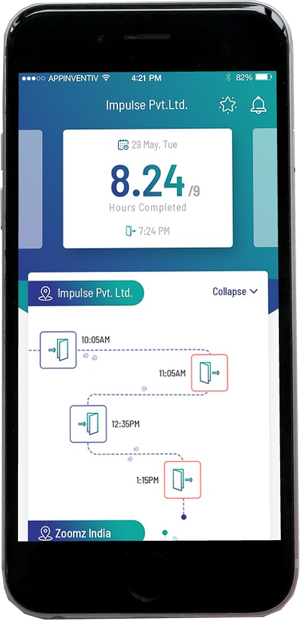 APPINVENTIV 4:21 PM 82%
Impulse Pvt.Ltd.
29 May, Tue
8.24/9
Hours Completed
7:24 PM
Impulse Pvt. Ltd. Collapse
10:05AM
11:05AM
12:35PM
1:15PM
Zoomz India